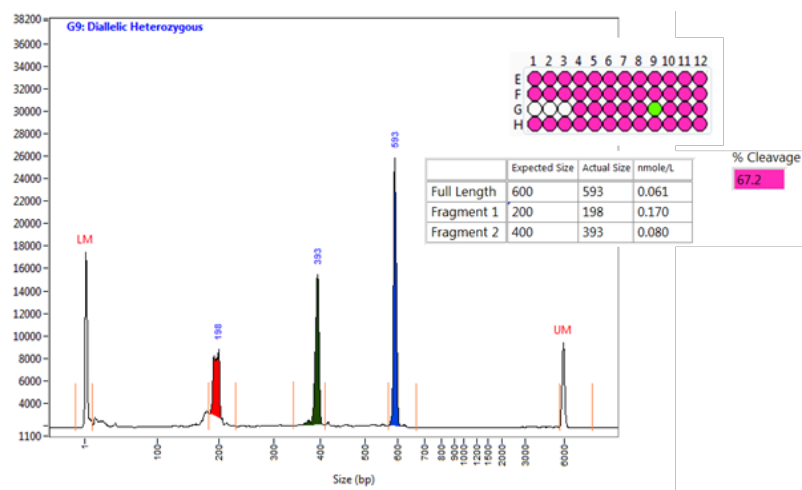 38200
36000
34000
32000
30000
28000
26000
24000
22000
20000
18000
16000
14000
12000
10000
8000
6000
4000
1100
G9: Diallelic Heterozygous
LM
198
393
593
UM
1 2 3 4 5 6 7 8 9 10 11 12
E
F
G
H
Expected Size Actual Size nmole/L
Full Length 600 593 0.061
Fragment 1 200 198 0.170
Fragment 2 400 393 0.080
% Cleavage
67.2
1 100 200 300 400 500 600 700 800 900 1000 1200 1500 2000 3000 6000
Size (bp)